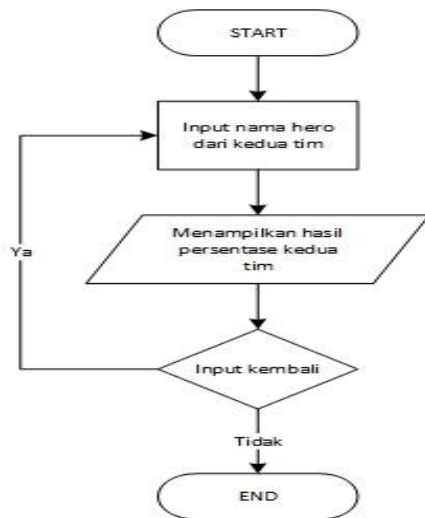 START
Input nama hero
dari kedua tim
Menampilkan hasil
persentase kedua
tim
Ya
Input kembali
Tidak
END